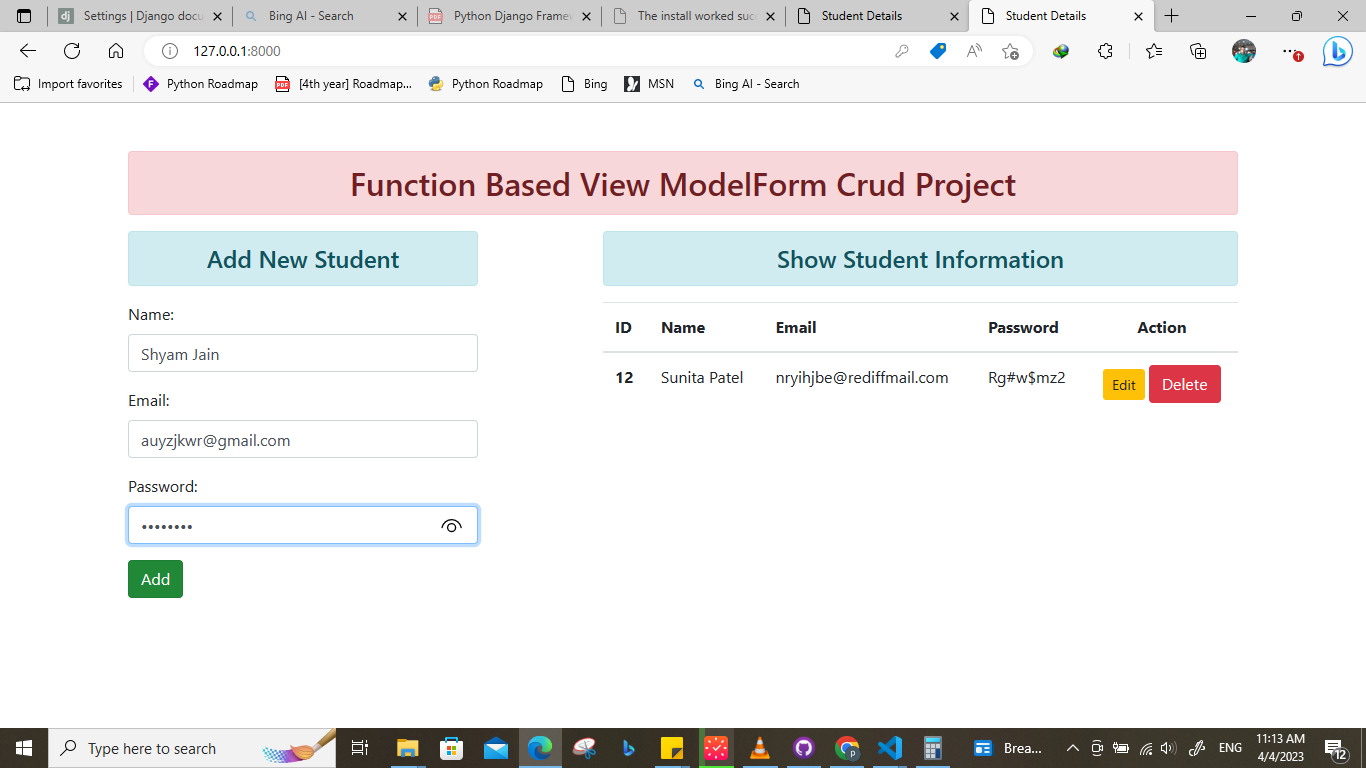 Settings | Django docu
Bing AI - Search
Python Django Frame
The install worked suc
Student Details
Student Details
127.0.0.1:8000
Import favorites
Python Roadmap
[4th year] Roadmap...
Python Roadmap
Bing
MSN
Bing AI - Search
Function Based View ModelForm Crud Project
Add New Student
Name:
Shyam Jain
Email:
auyzjkwr@gmail.com
Password:
••••••••
Add
Show Student Information
ID Name Email Password Action
12 Sunita Patel nryihjbe@rediffmail.com Rg#w$mz2 Edit Delete
Type here to search
Brea...
ENG
11:13 AM
4/4/2023
12